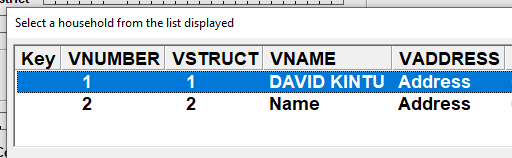 strict
Select a household from the list displayed
Key VNUMBER VSTRUCT VNAME VADDRESS
1 1 DAVID KINTU Address
2 2 Name Address